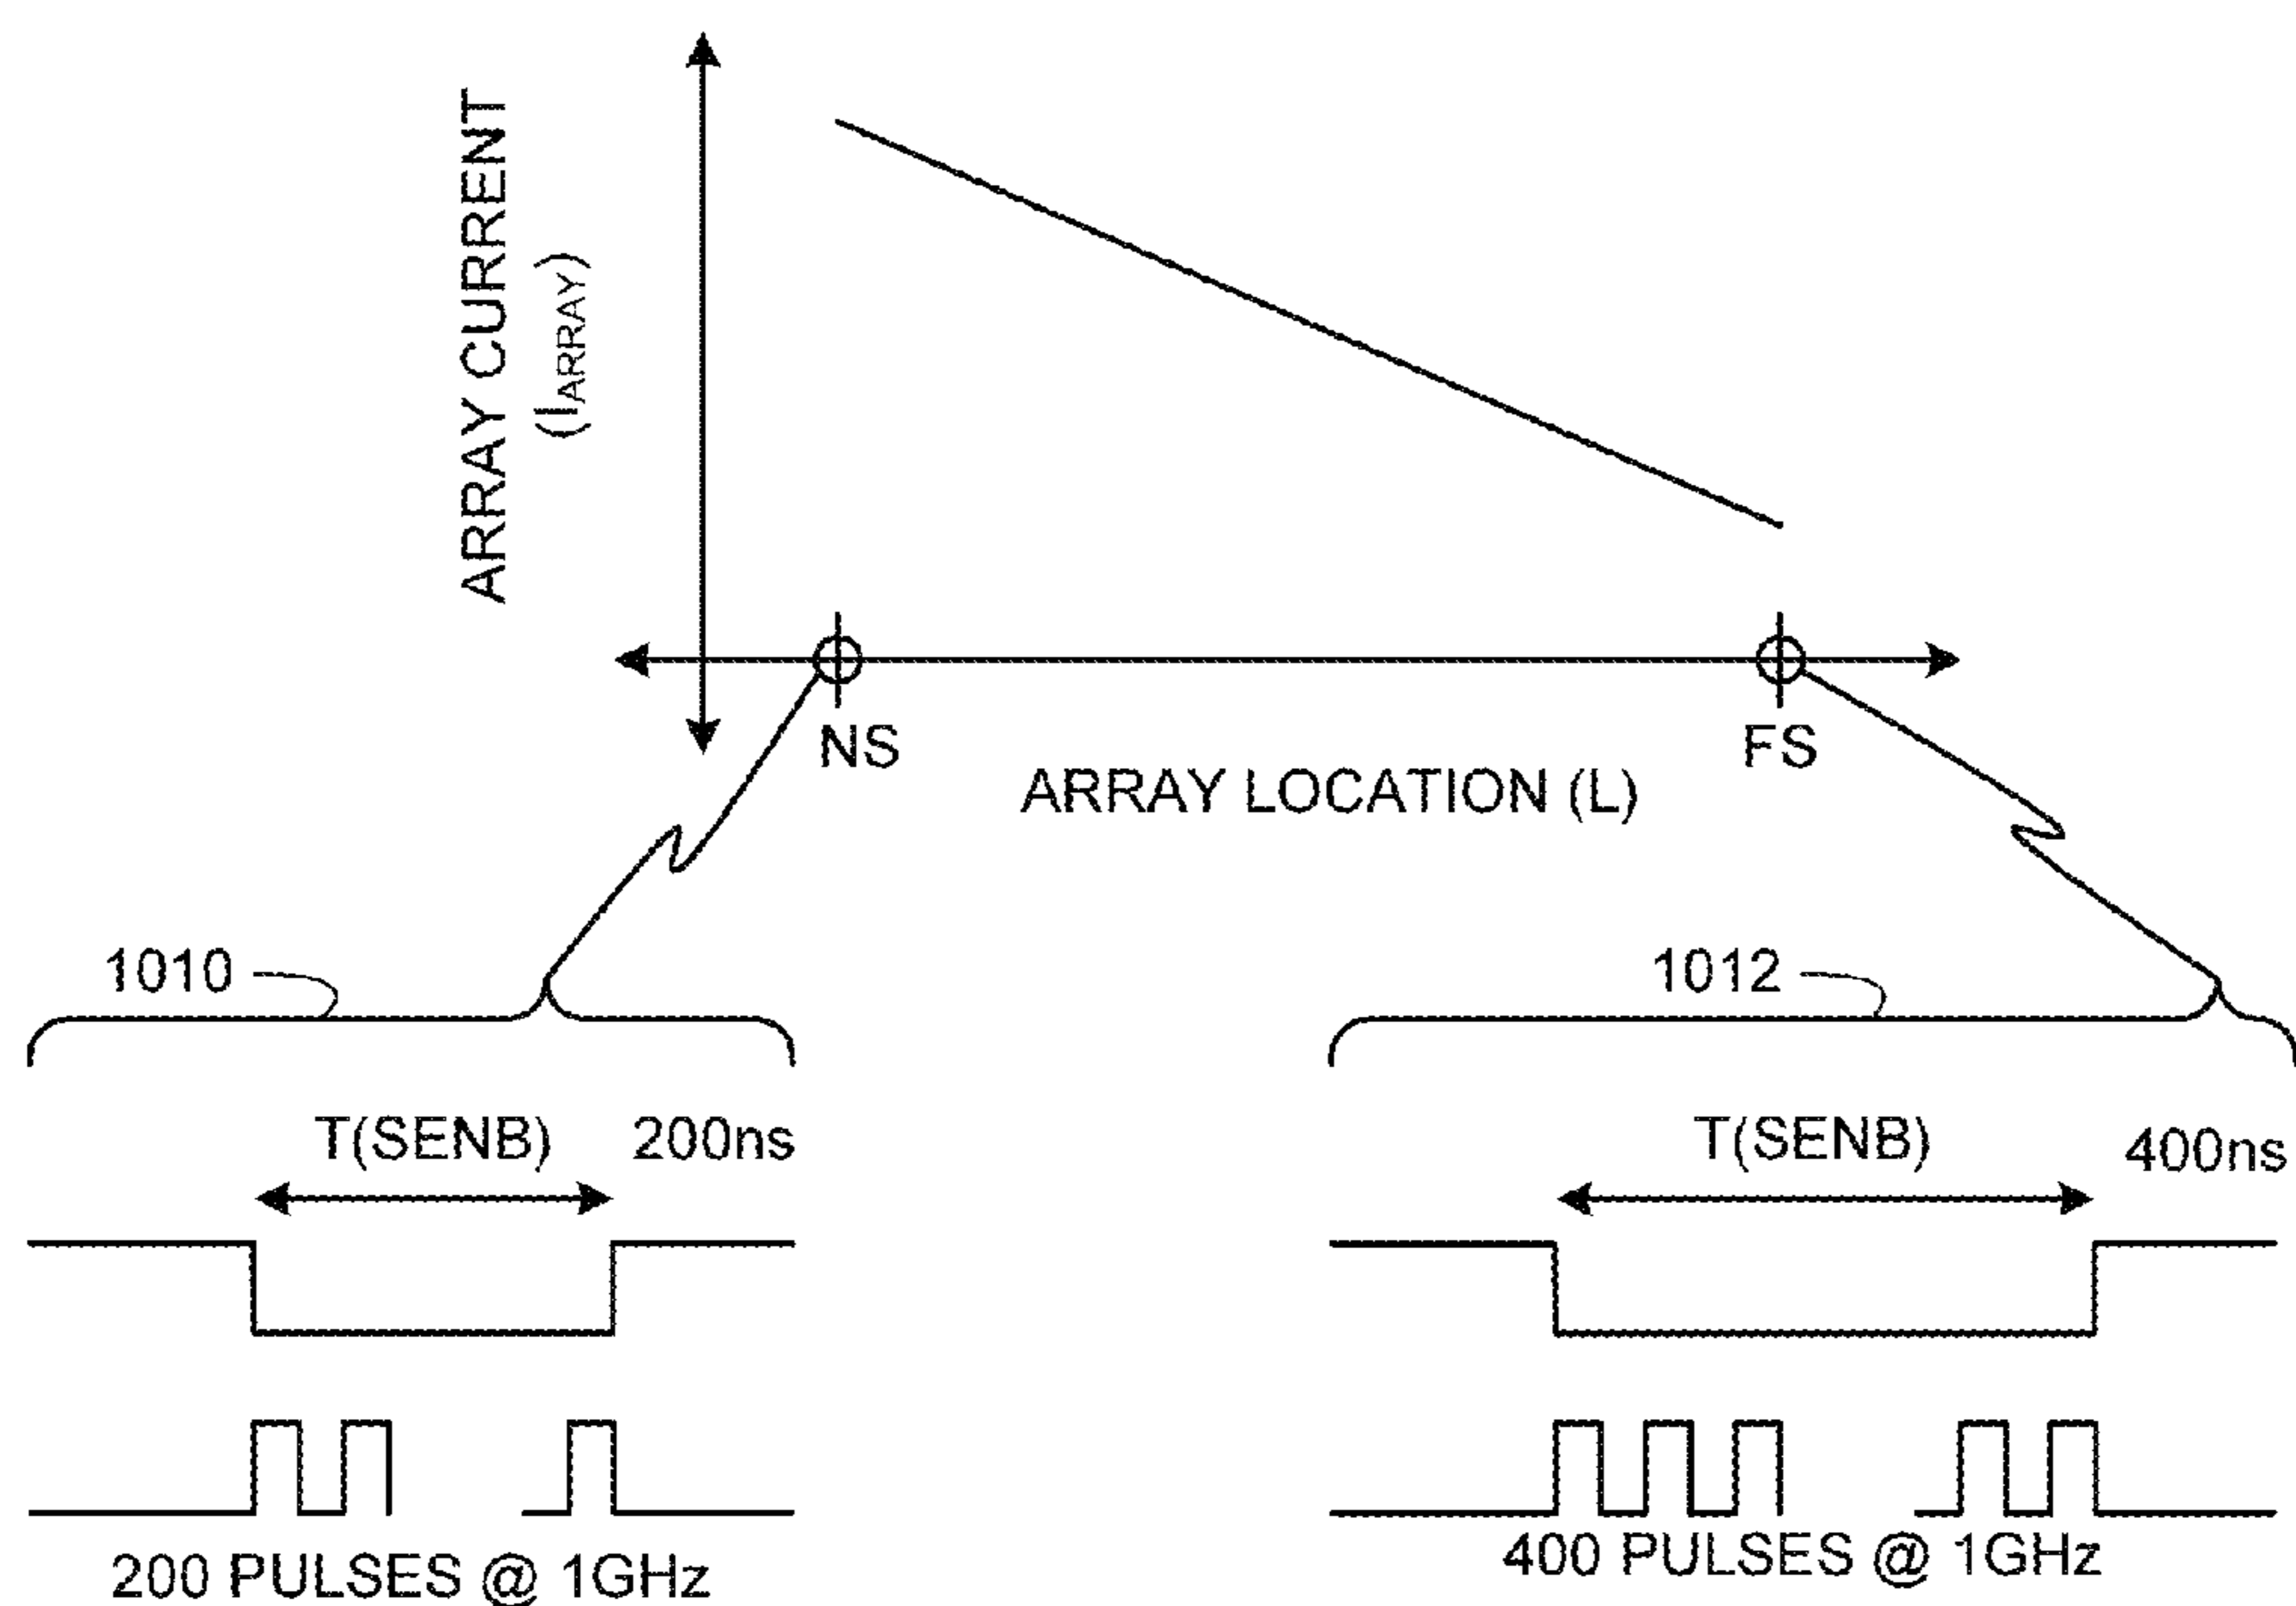 ARRAY CURRENT
(IARRAY)
NS
FS
ARRAY LOCATION (L)
1010
1012
T(SENB) 200ns
T(SENB) 400ns
200 PULSES @ 1GHz
400 PULSES @ 1GHz